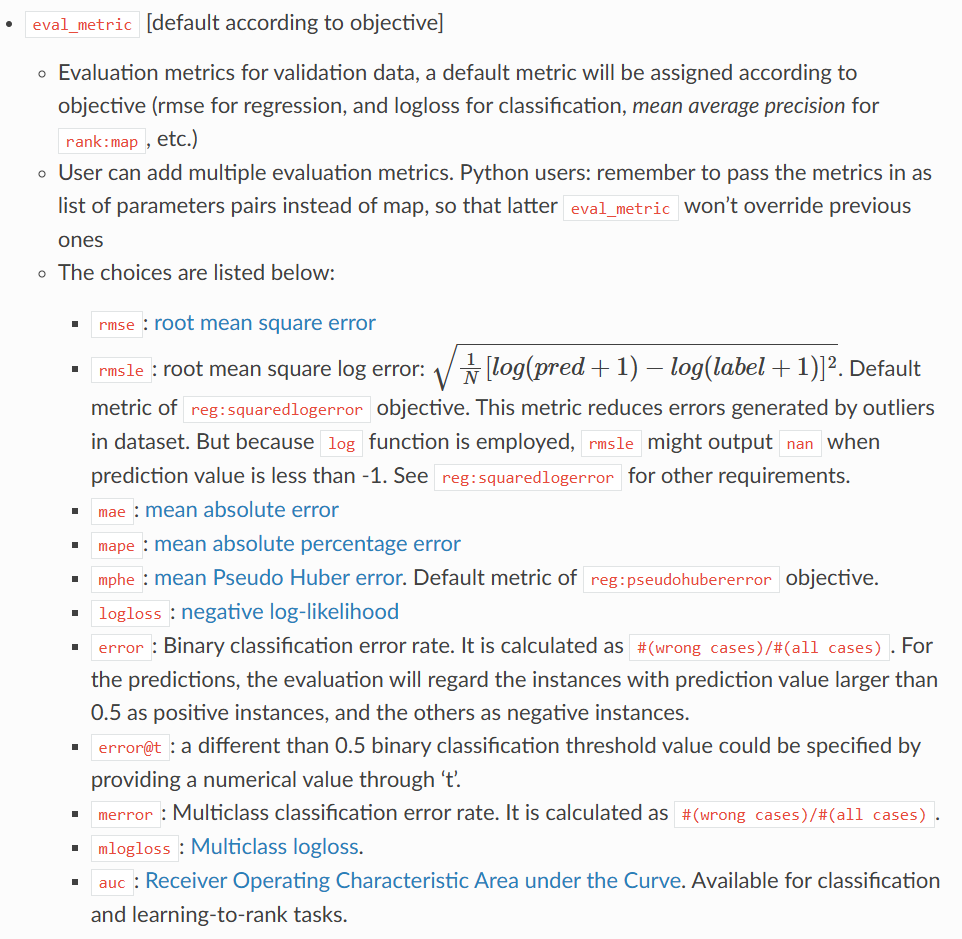 eval_metric [default according to objective]
Evaluation metrics for validation data, a default metric will be assigned according to
objective (rmse for regression, and logloss for classification, mean average precision for
rank:map, etc.)
User can add multiple evaluation metrics. Python users: remember to pass the metrics in as
list of parameters pairs instead of map, so that latter eval_metric won’t override previous
ones
The choices are listed below:
rmse: root mean square error
rmsle: root mean square log error: √(1/N [log(pred + 1) − log(label + 1)]²). Default
metric of reg:squaredlogerror objective. This metric reduces errors generated by outliers
in dataset. But because log function is employed, rmsle might output nan when
prediction value is less than -1. See reg:squaredlogerror for other requirements.
mae: mean absolute error
mape: mean absolute percentage error
mphe: mean Pseudo Huber error. Default metric of reg:pseudohubererror objective.
logloss: negative log-likelihood
error: Binary classification error rate. It is calculated as #(wrong cases)/#(all cases). For
the predictions, the evaluation will regard the instances with prediction value larger than
0.5 as positive instances, and the others as negative instances.
error@t: a different than 0.5 binary classification threshold value could be specified by
providing a numerical value through ‘t’.
merror: Multiclass classification error rate. It is calculated as #(wrong cases)/#(all cases).
mlogloss: Multiclass logloss.
auc: Receiver Operating Characteristic Area under the Curve. Available for classification
and learning-to-rank tasks.